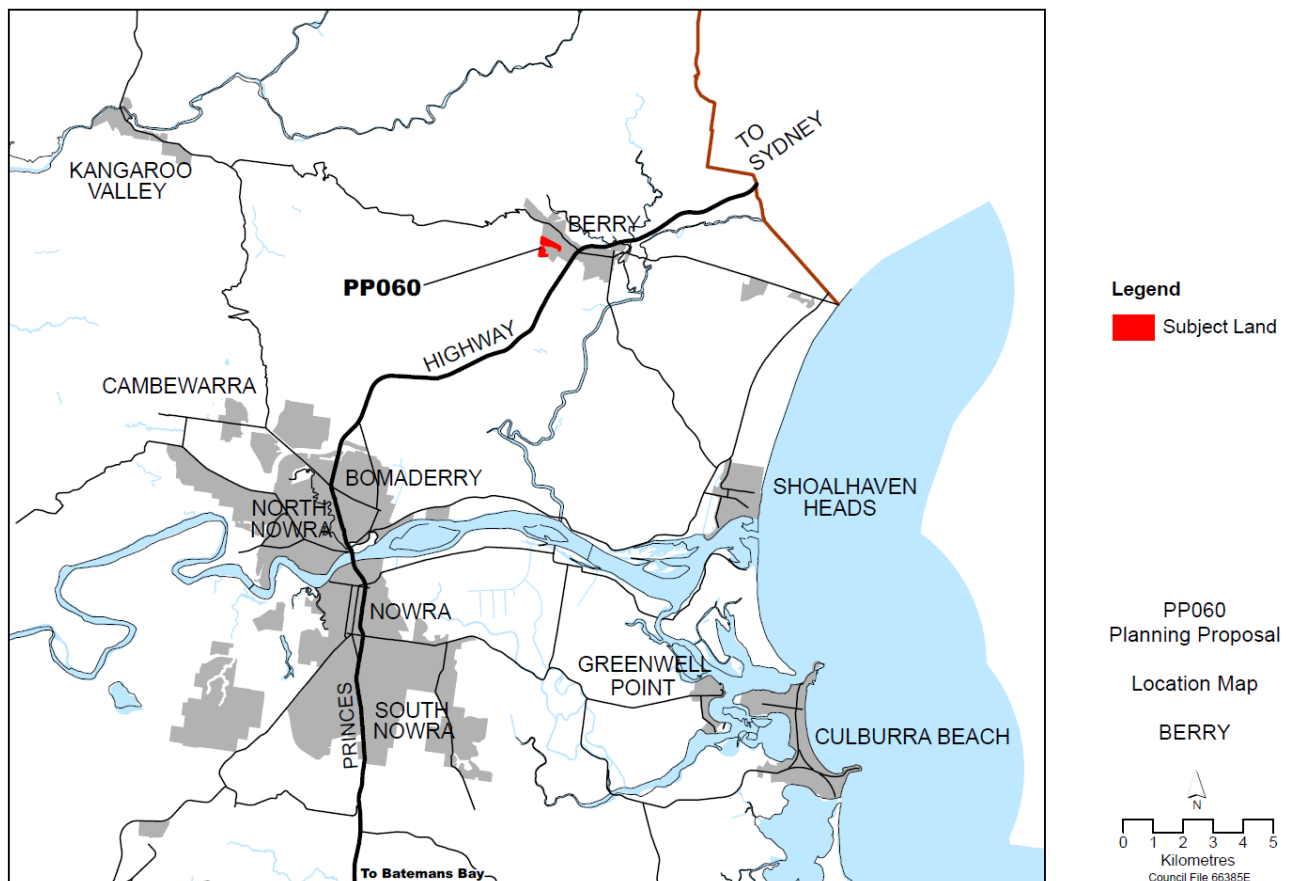 TO
SYDNEY
KANGAROO
VALLEY
BERRY
PP060
HIGHWAY
CAMBEWARRA
BOMADERRY
NORTH
NOWRA
SHOALHAVEN
HEADS
NOWRA
GREENWELL
POINT
PRINCES
SOUTH
NOWRA
CULBURRA BEACH
To Batemans Bay
Legend
Subject Land
PP060
Planning Proposal
Location Map
BERRY
N
0 1 2 3 4 5
Kilometres
Council File 66385E